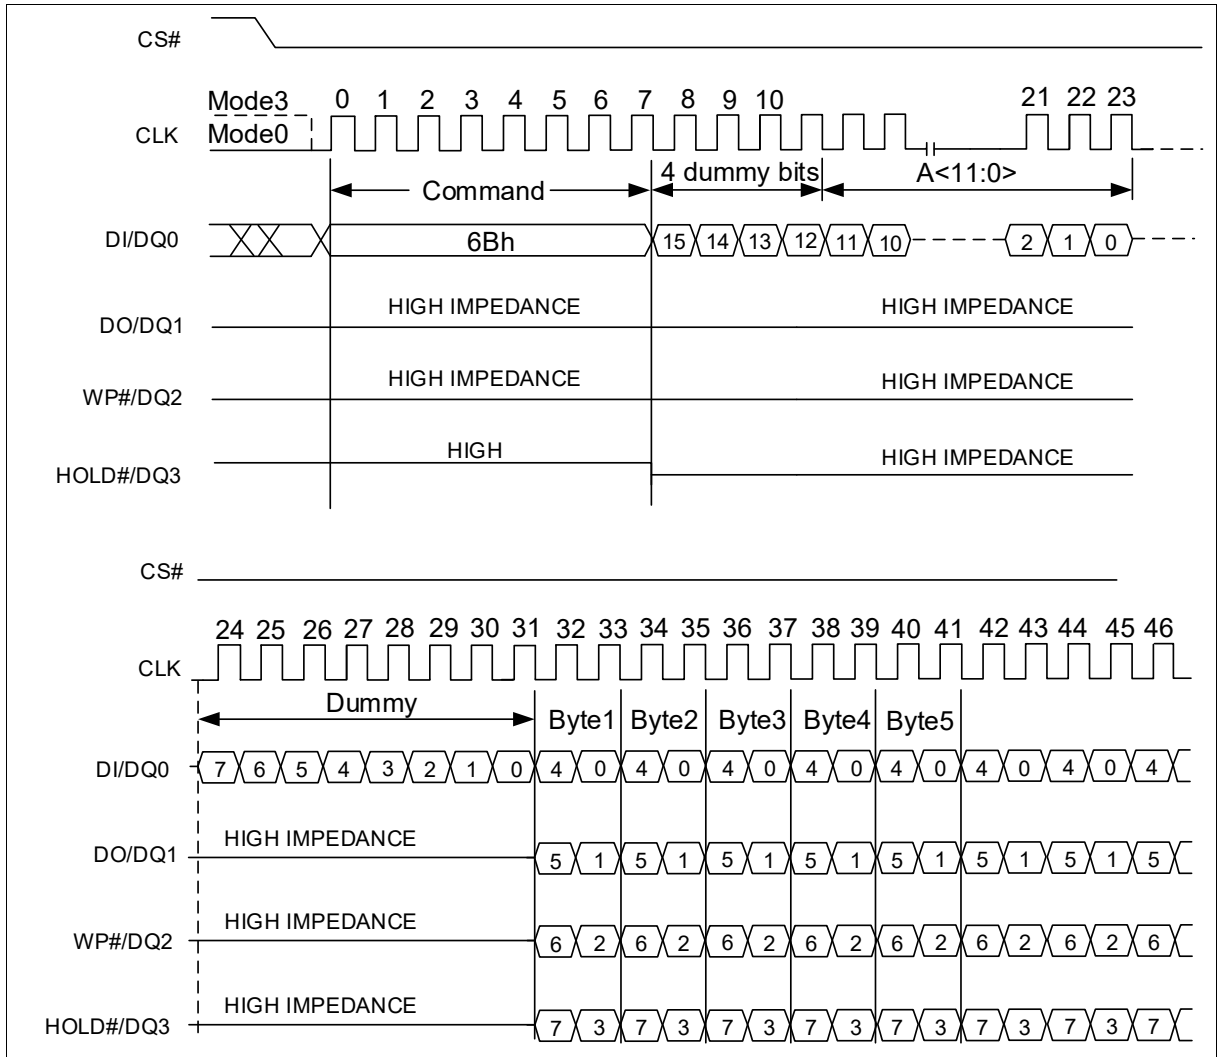 CS#
Mode3 0 1 2 3 4 5 6 7 8 9 10 21 22 23
CLK Mode0
Command 4 dummy bits A<11:0>
DI/DQ0 6Bh 15 14 13 12 11 10 2 1 0
HIGH IMPEDANCE HIGH IMPEDANCE
DO/DQ1
HIGH IMPEDANCE HIGH IMPEDANCE
WP#/DQ2
HIGH HIGH IMPEDANCE
HOLD#/DQ3
CS#
24 25 26 27 28 29 30 31 32 33 34 35 36 37 38 39 40 41 42 43 44 45 46
CLK
Dummy Byte1 Byte2 Byte3 Byte4 Byte5
DI/DQ0 7 6 5 4 3 2 1 0 4 0 4 0 4 0 4 0 4 0 4 0 4 0 4
HIGH IMPEDANCE
DO/DQ1 5 1 5 1 5 1 5 1 5 1 5 1 5 1 5
HIGH IMPEDANCE
WP#/DQ2 6 2 6 2 6 2 6 2 6 2 6 2 6 2 6
HIGH IMPEDANCE
HOLD#/DQ3 7 3 7 3 7 3 7 3 7 3 7 3 7 3 7